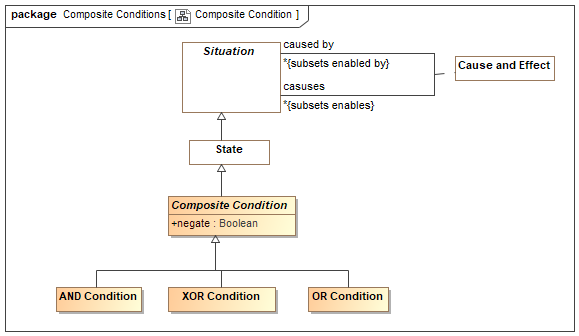 package Composite Conditions [ Composite Condition ]
Situation
caused by
*{subsets enabled by}
casuses
*{subsets enables}
Cause and Effect
State
Composite Condition
+negate : Boolean
AND Condition
XOR Condition
OR Condition